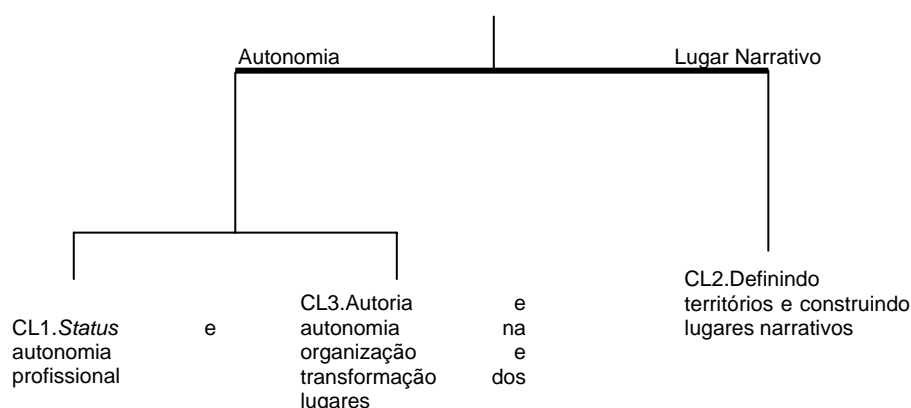 Autonomia
Lugar Narrativo
CL1.Status e
autonomia
profissional
CL3.Autoria e
autonomia na
organização e
transformação dos
lugares
CL2.Definindo
territórios e construindo
lugares narrativos